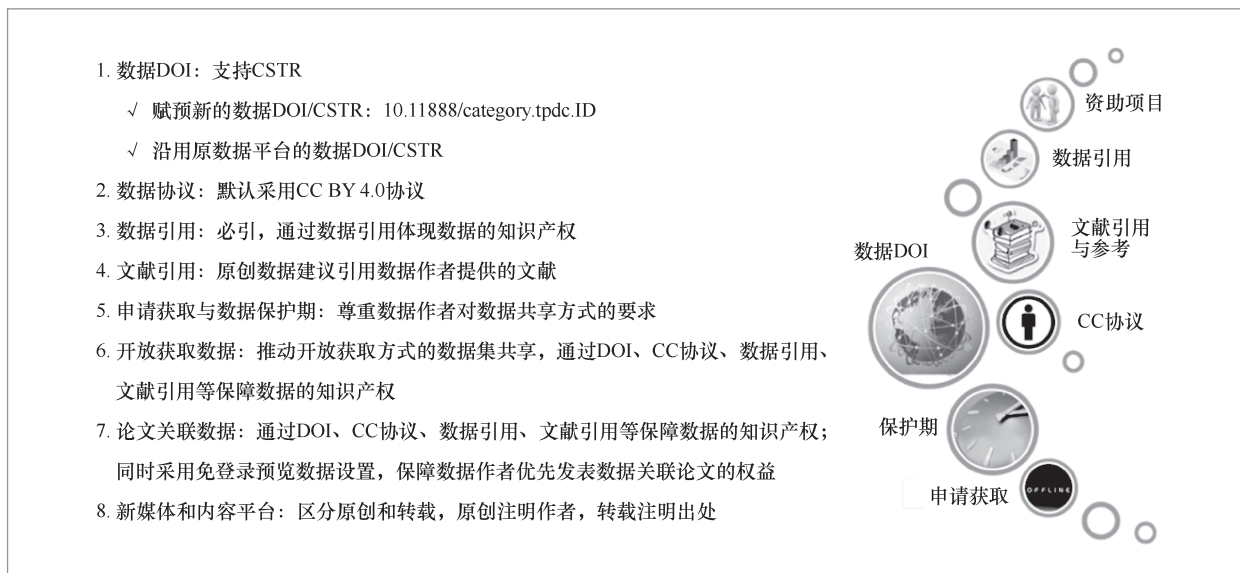 1. 数据DOI：支持CSTR
√ 赋预新的数据DOI/CSTR：10.11888/category.tpdc.ID
√ 沿用原数据平台的数据DOI/CSTR
2. 数据协议：默认采用CC BY 4.0协议
3. 数据引用：必引，通过数据引用体现数据的知识产权
4. 文献引用：原创数据建议引用数据作者提供的文献
5. 申请获取与数据保护期：尊重数据作者对数据共享方式的要求
6. 开放获取数据：推动开放获取方式的数据集共享，通过DOI、CC协议、数据引用、
文献引用等保障数据的知识产权
7. 论文关联数据：通过DOI、CC协议、数据引用、文献引用等保障数据的知识产权；
同时采用免登录预览数据设置，保障数据作者优先发表数据关联论文的权益
8. 新媒体和内容平台：区分原创和转载，原创注明作者，转载注明出处
资助项目
数据引用
文献引用
与参考
数据DOI
CC协议
保护期
申请获取
OFFLINE